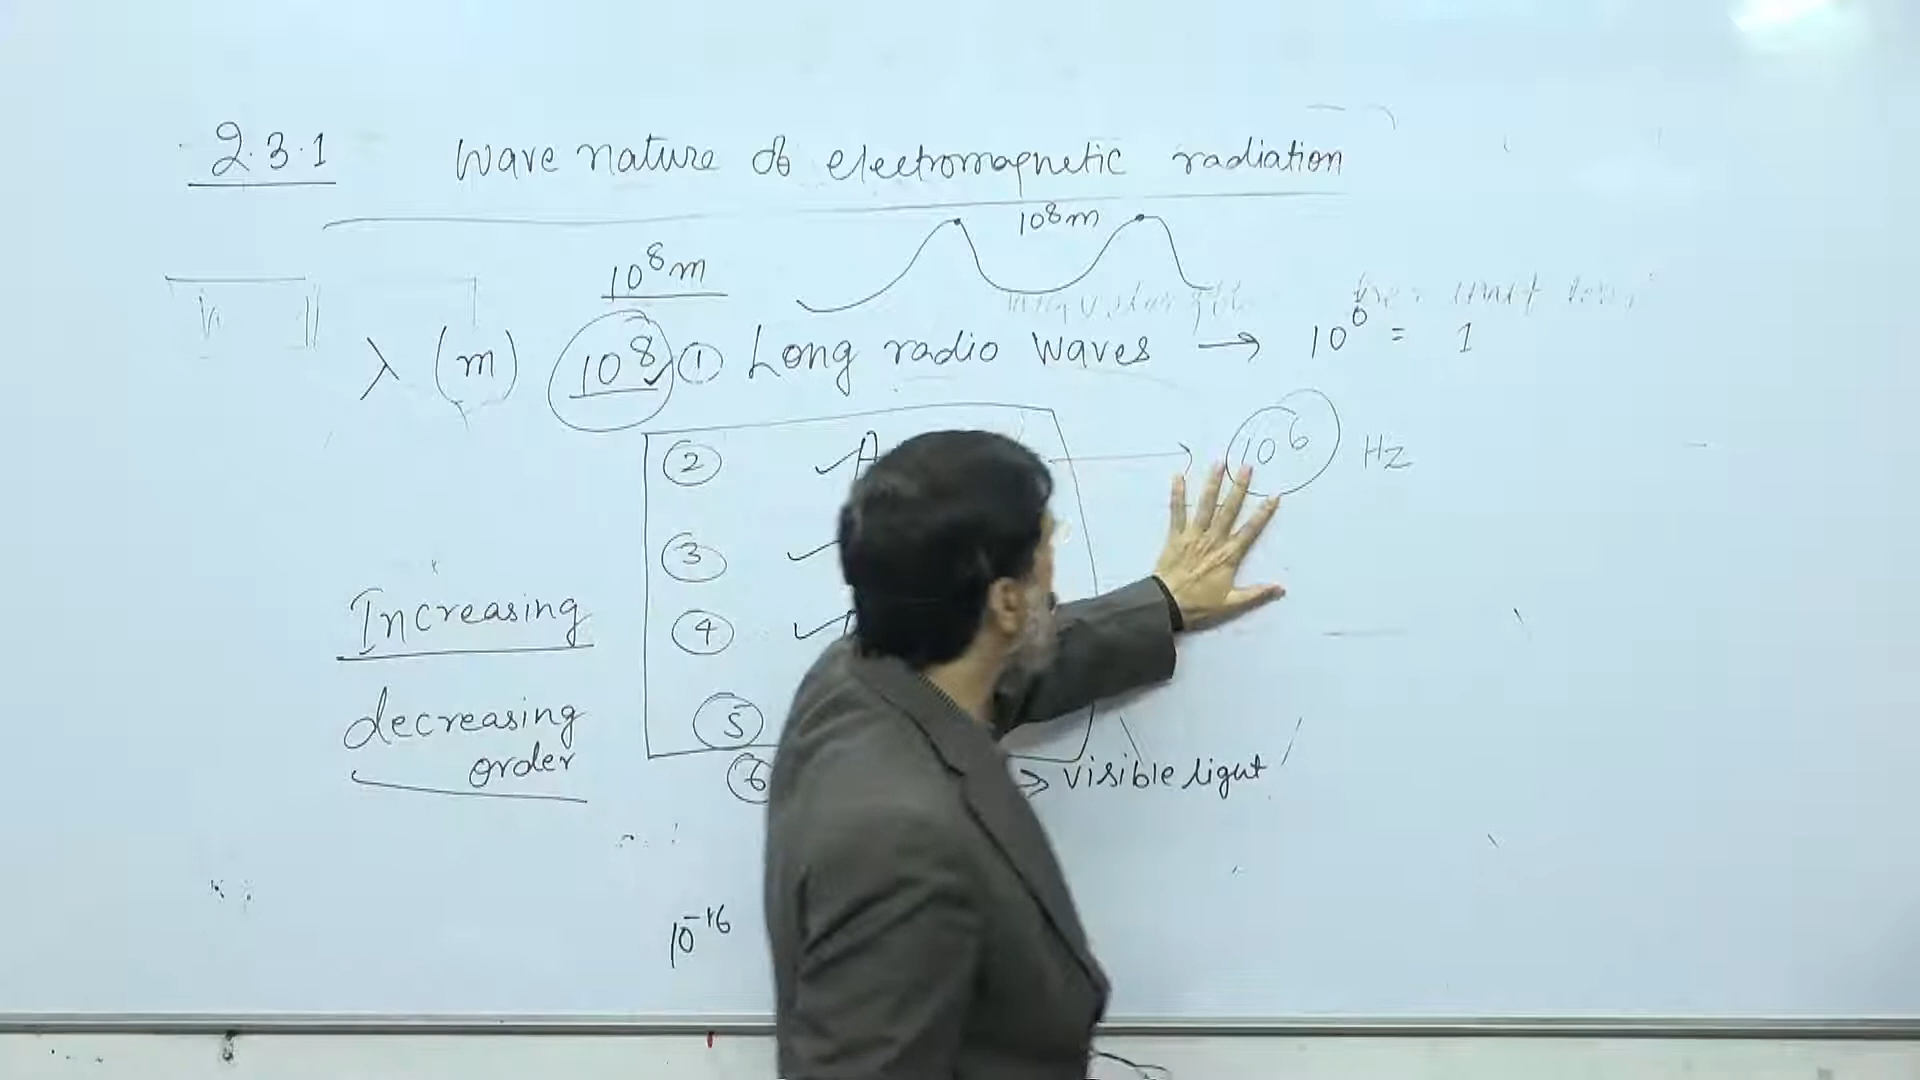 2.3.1 Wave nature of electromagnetic radiation
10⁸m
10⁸m
λ (m) 10⁸ ① Long radio waves → 10⁰ = 1
② ✓ A → 10⁶ Hz
③ ✓
④ ✓
Increasing
⑤
decreasing
order
⑥ → visible light
10⁻¹⁶